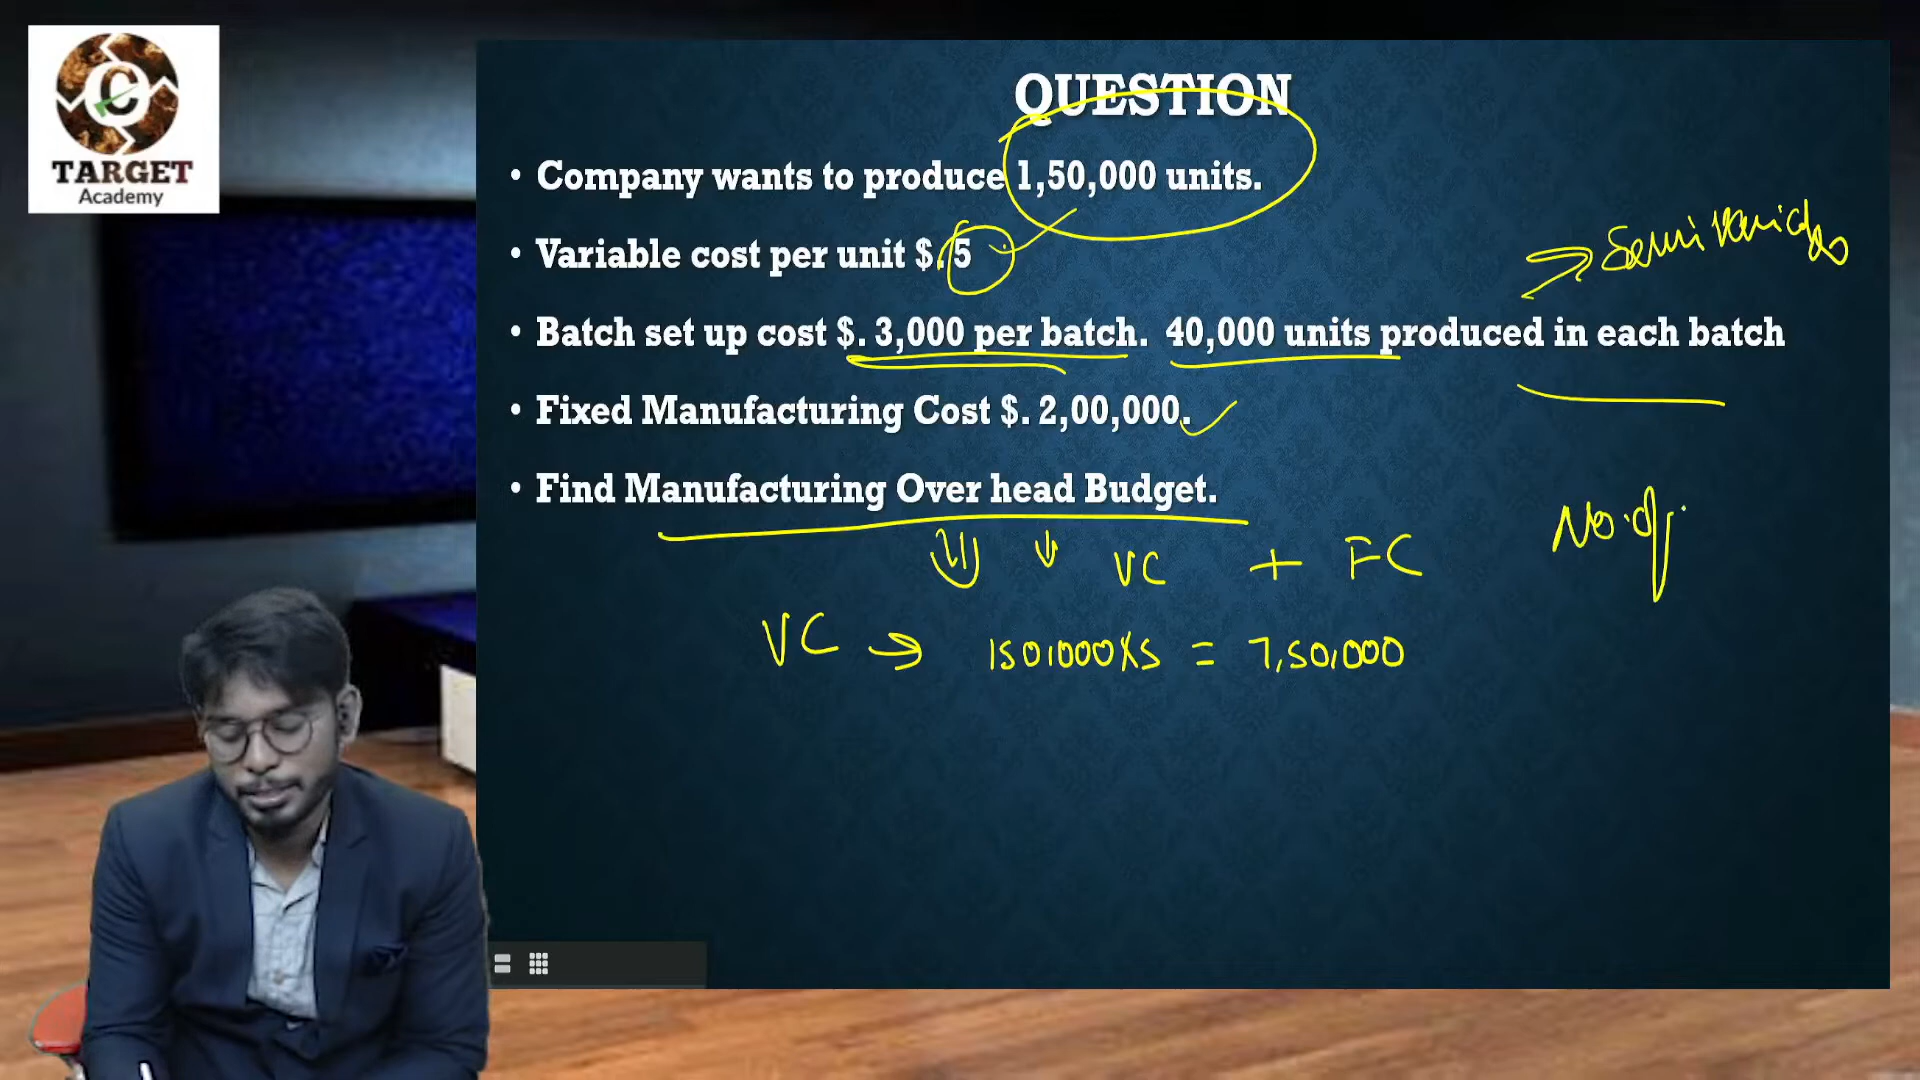 C
TARGET
Academy
QUESTION
• Company wants to produce 1,50,000 units.
• Variable cost per unit $. 5
Semi Variable
• Batch set up cost $. 3,000 per batch. 40,000 units produced in each batch
• Fixed Manufacturing Cost $. 2,00,000.
• Find Manufacturing Over head Budget.
No. of
VC + FC
VC → 150,000 X 5 = 7,50,000